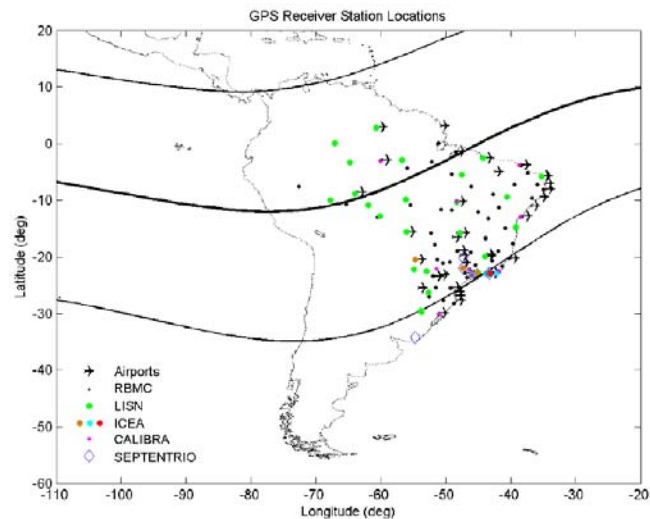 GPS Receiver Station Locations
20
10
0
-10
-20
-30
-40
-50
-60
Latitude (deg)
Airports
RBMC
LISN
ICEA
CALIBRA
SEPTENTRIO
-110 -100 -90 -80 -70 -60 -50 -40 -30 -20
Longitude (deg)